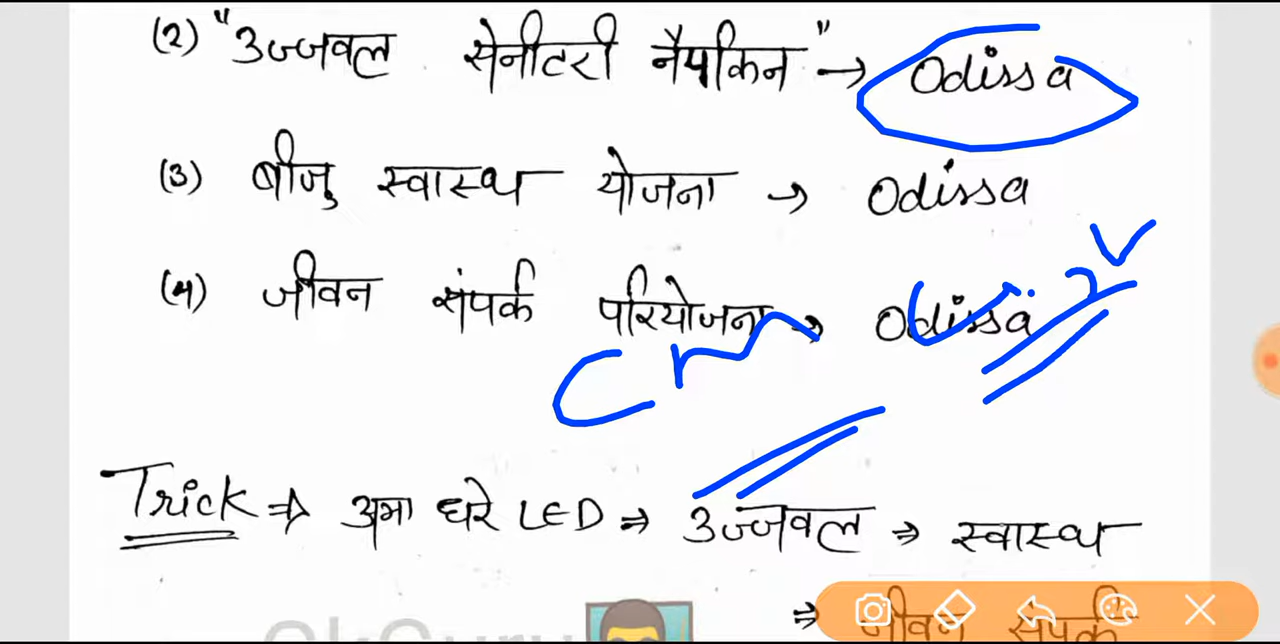 (2) "उज्जवल सेनीटरी नैपकिन" → Odissa
(3) बीजु स्वास्थ योजना → Odissa
(4) जीवन संपर्क परियोजना → Odissa
Trick ⇒ अमा घरे LED ⇒ उज्जवल ⇒ स्वास्थ
⇒ जीवन संपर्क